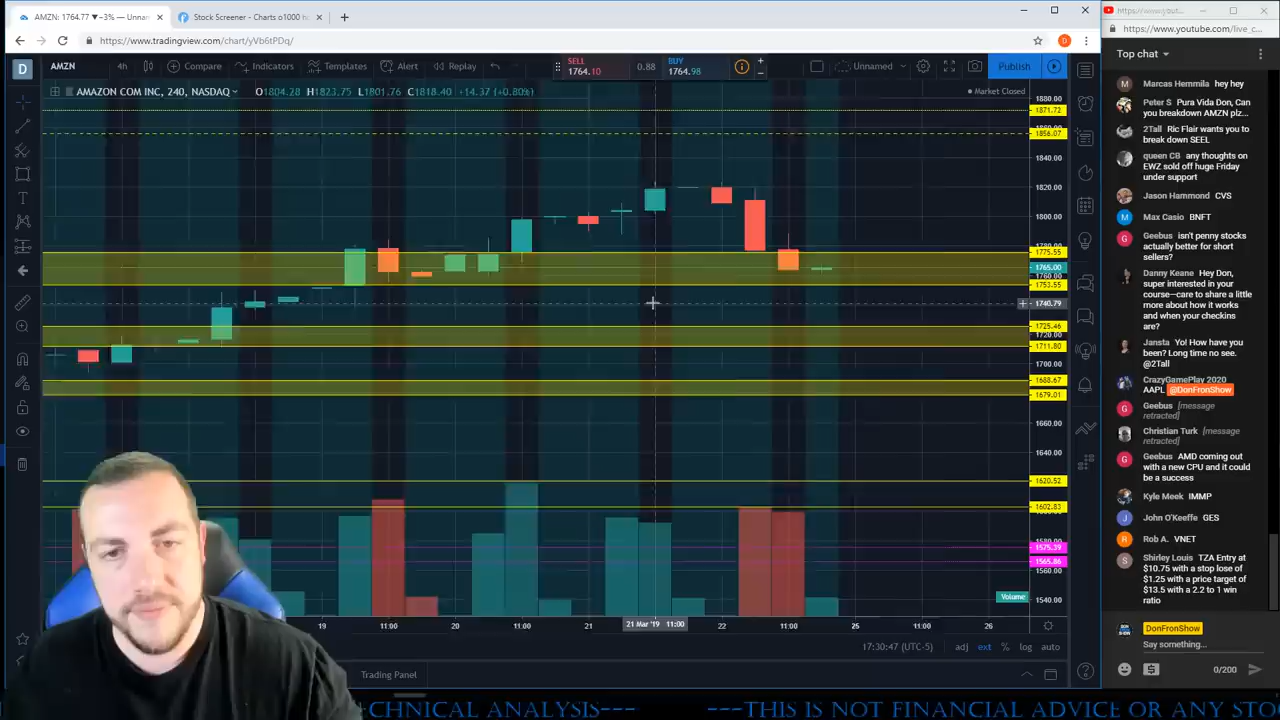 AMZN: 1764.77 ▼−3% — Unnam
Stock Screener - Charts o1000 ho
https://www.yout...
https://www.tradingview.com/chart/yVb6tPDq/
https://www.youtube.com/live_c
D
AMZN
4h
Compare
Indicators
Templates
Alert
Replay
SELL
1764.10
0.88
BUY
1764.98
Unnamed
Publish
AMAZON COM INC, 240, NASDAQ
O1804.28 H1823.75 L1801.76 C1818.40 +14.37 (+0.80%)
Market Closed
1880.00
1871.72
1856.07
1840.00
1820.00
1800.00
1775.55
1765.00
1760.00
1753.55
1740.79
1725.46
1720.00
1711.80
1700.00
1688.67
1679.01
1660.00
1640.00
1620.52
1602.83
1575.39
1565.86
1560.00
Volume
1540.00
19
11:00
20
11:00
21
21 Mar '19 11:00
22
11:00
25
26
17:30:47 (UTC-5)
adj
ext
%
log
auto
Trading Panel
Top chat
Marcas Hemmila hey hey
Peter S Pura Vida Don, Can
you breakdown AMZN plz...
2Tall Ric Flair wants you to
break down SEEL
queen CB any thoughts on
EWZ sold off huge Friday
under support
Jason Hammond CVS
Max Casio BNFT
Geebus isn't penny stocks
actually better for short
sellers?
Danny Keane Hey Don,
super interested in your
course—care to share a little
more about how it works
and when your checkins
are?
Jansta Yo! How have you
been? Long time no see.
@2Tall
CrazyGamePlay 2020
AAPL @DonFronShow
Geebus [message
retracted]
Christian Turk [message
retracted]
Geebus AMD coming out
with a new CPU and it could
be a success
Kyle Meek IMMP
John O'Keeffe GES
Rob A. VNET
Shirley Louis TZA Entry at
$10.75 with a stop lose of
$1.25 with a price target of
$13.5 with a 2.2 to 1 win
ratio
DonFronShow
Say something...
0/200
CHNICAL ANALYSIS--- ---THIS IS NOT FINANCIAL ADVICE OR ANY STO